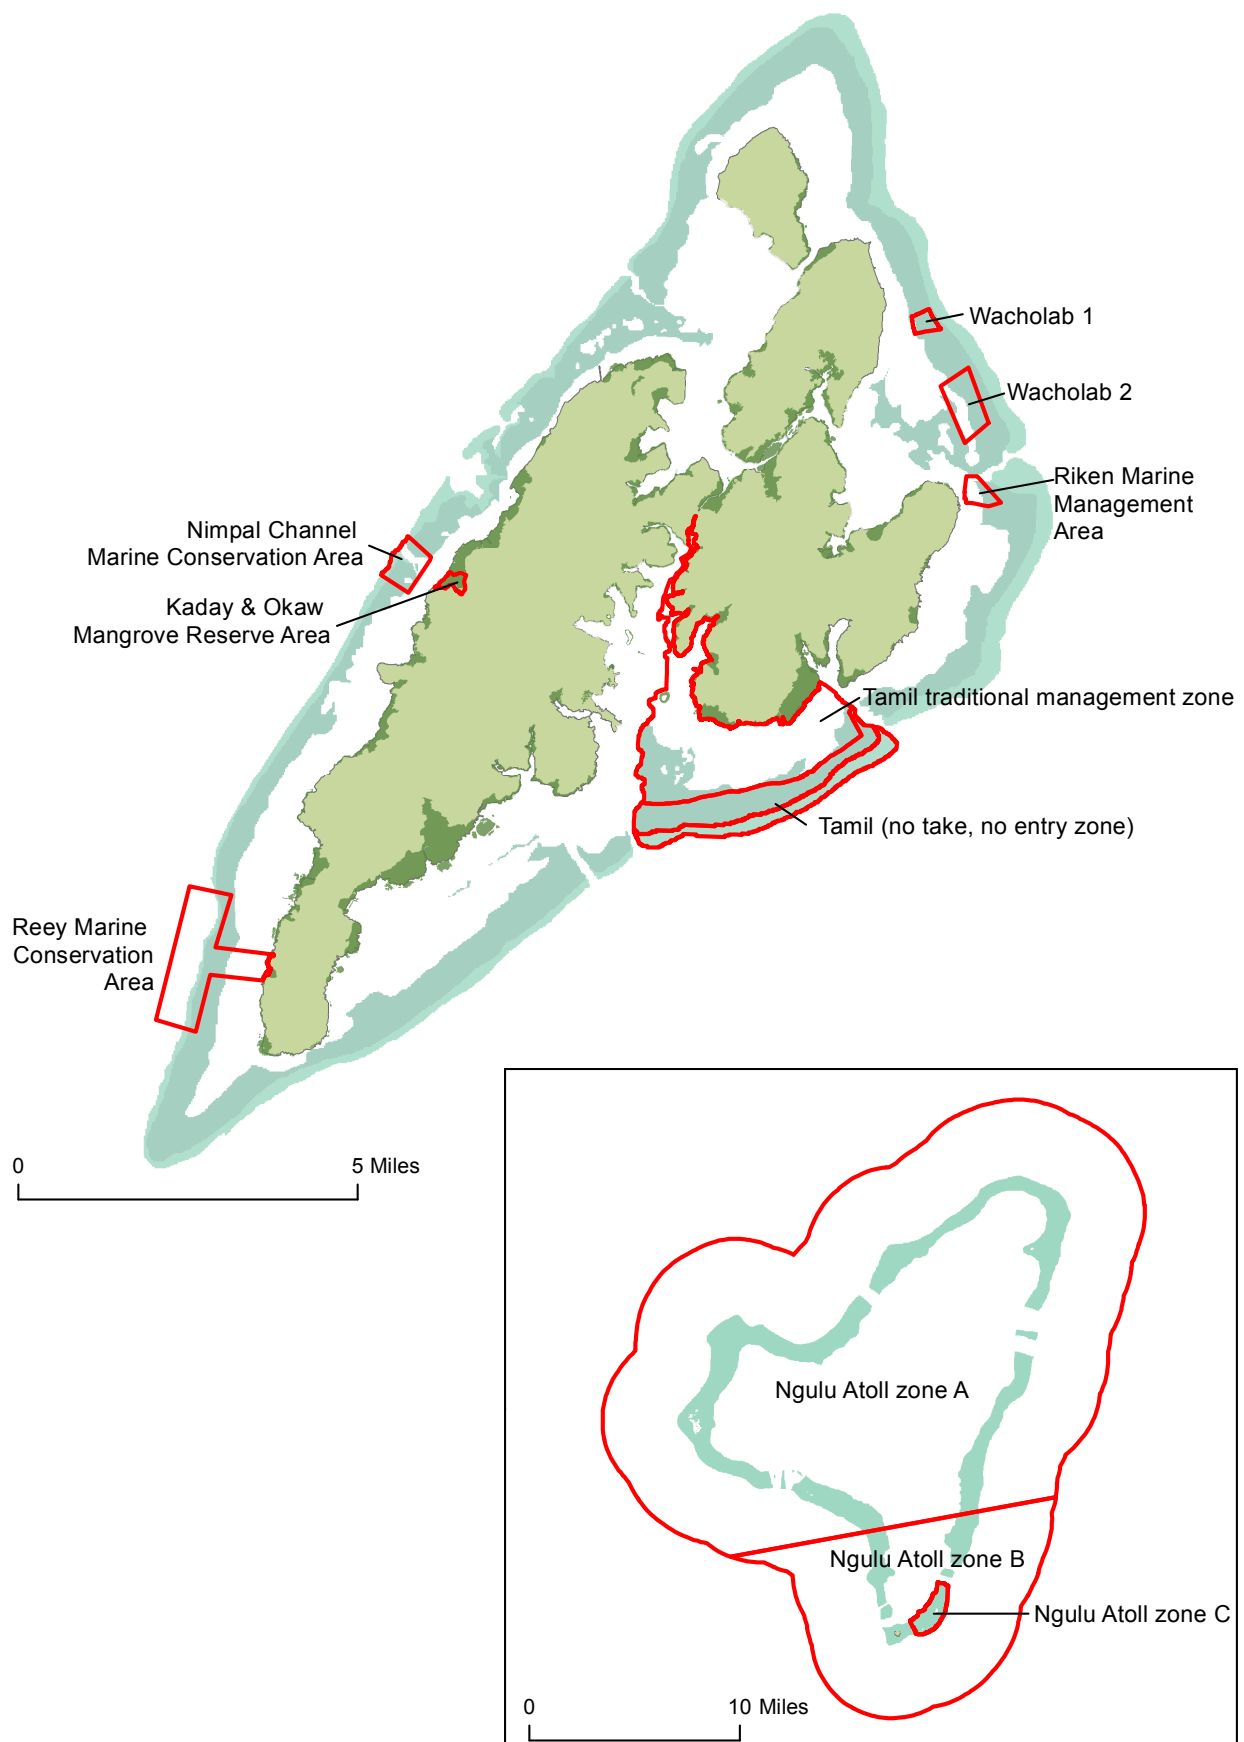 Wacholab 1
Wacholab 2
Riken Marine
Management
Area
Nimpal Channel
Marine Conservation Area
Kaday & Okaw
Mangrove Reserve Area
Tamil traditional management zone
Tamil (no take, no entry zone)
Reey Marine
Conservation
Area
0 5 Miles
Ngulu Atoll zone A
Ngulu Atoll zone B
Ngulu Atoll zone C
0 10 Miles